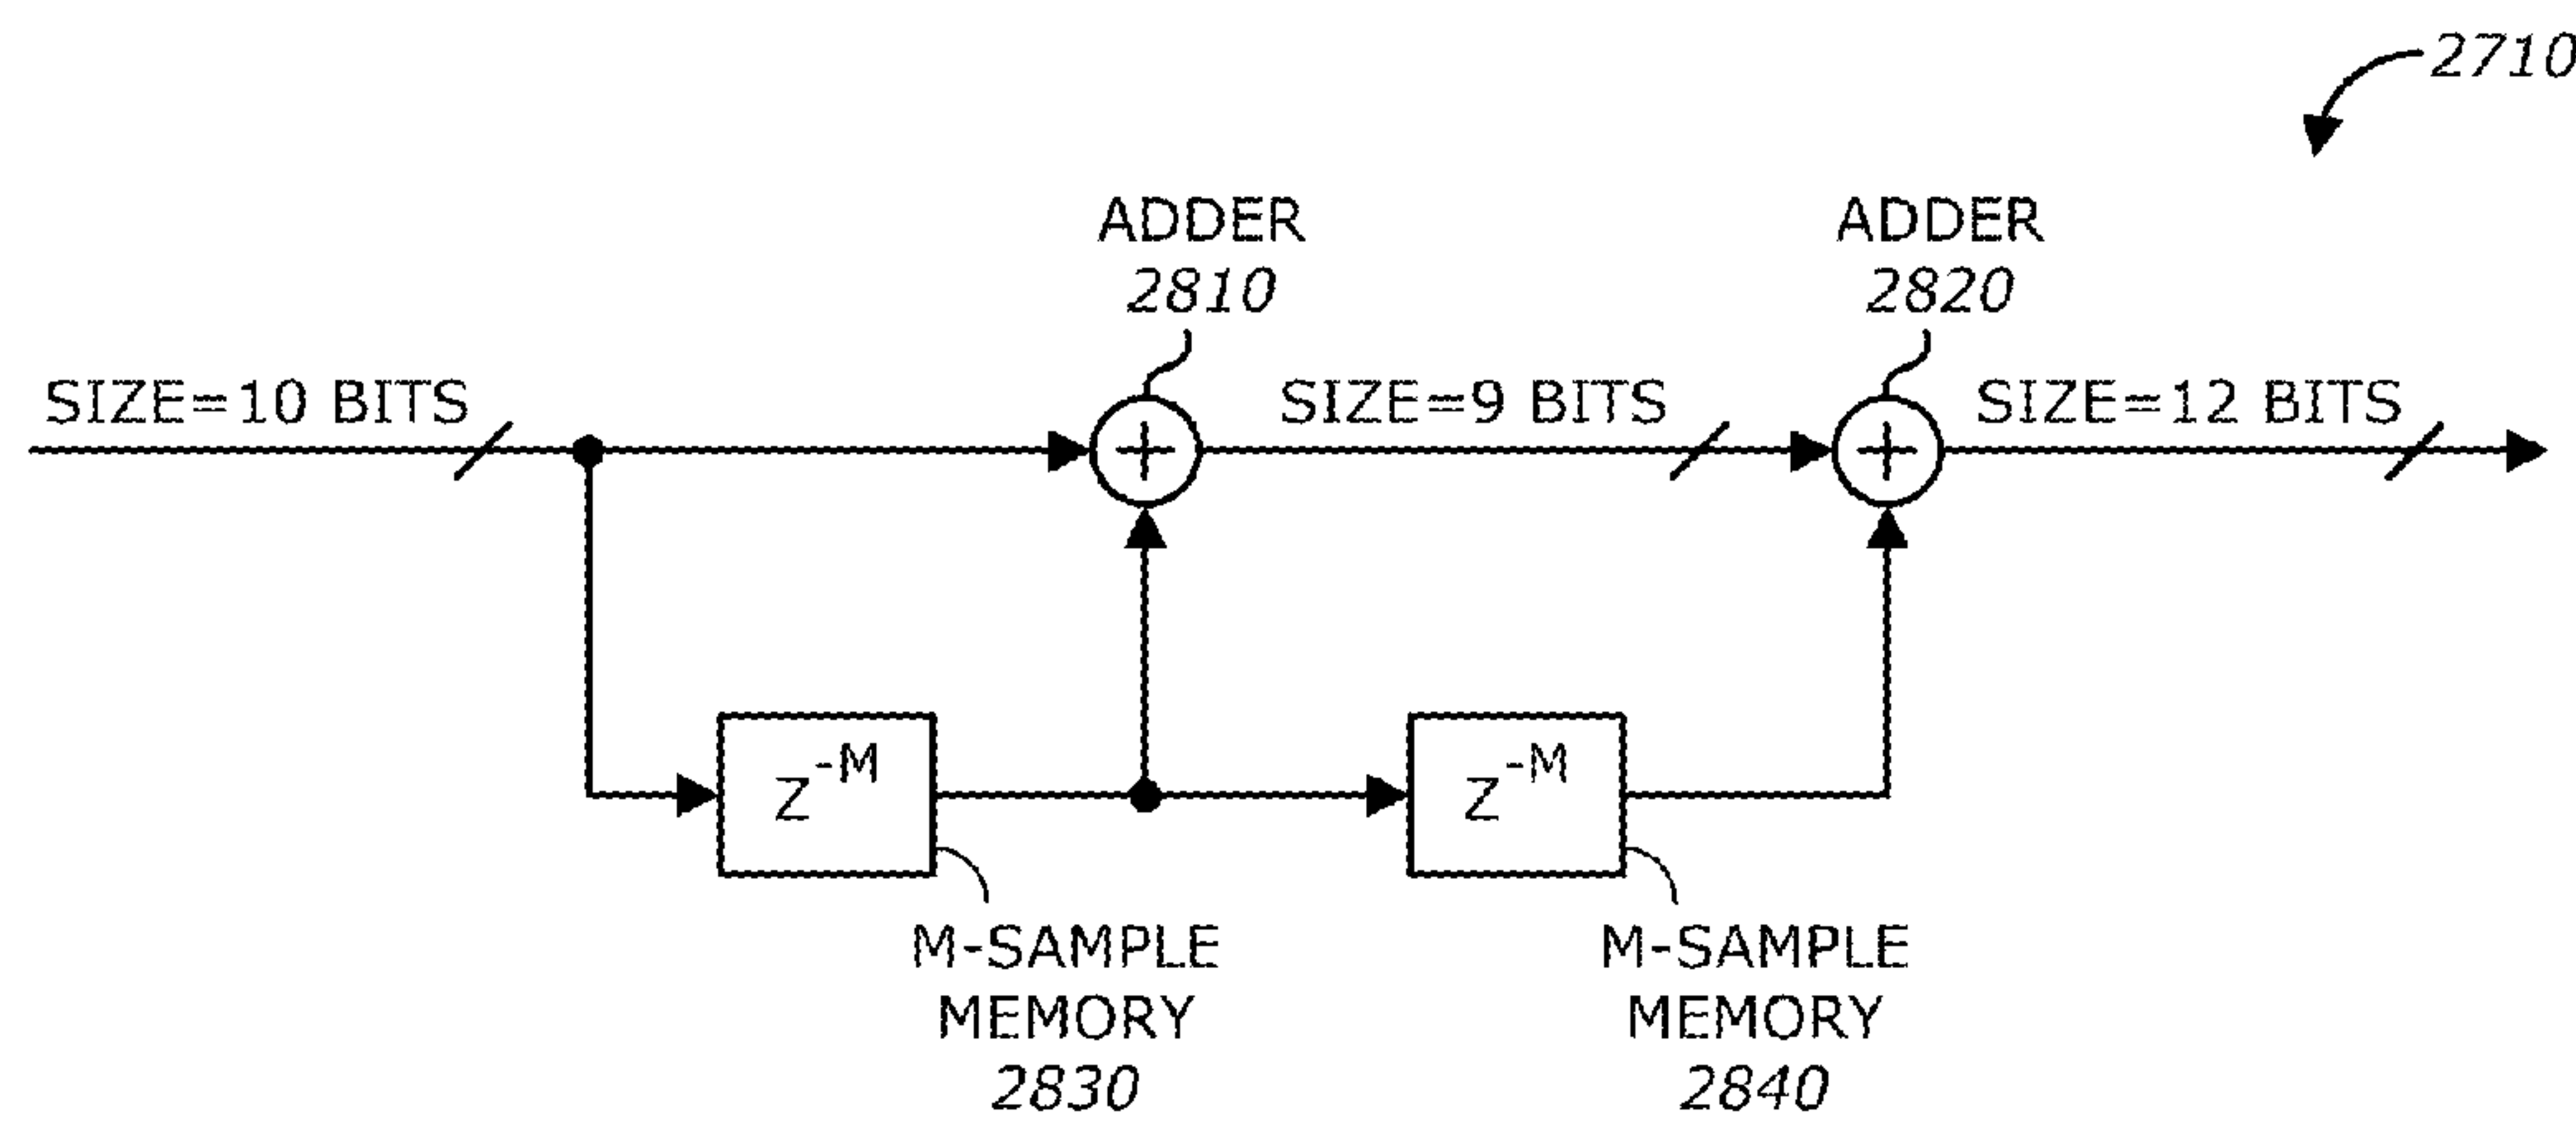 2710
ADDER
2810
ADDER
2820
SIZE=10 BITS
SIZE=9 BITS
SIZE=12 BITS
+
+
Z^-M
Z^-M
M-SAMPLE
MEMORY
2830
M-SAMPLE
MEMORY
2840